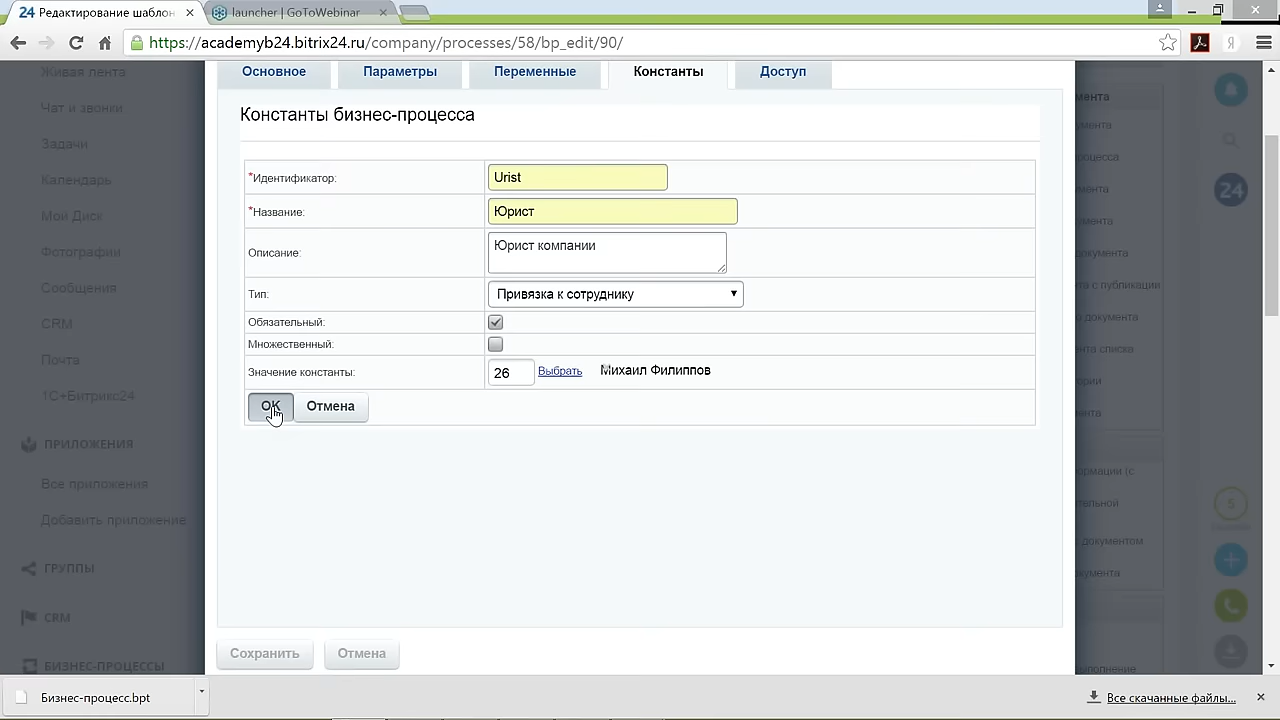 24 Редактирование шаблон
launcher | GoToWebinar
https://academyb24.bitrix24.ru/company/processes/58/bp_edit/90/
Живая лента
Чат и звонки
Задачи
Календарь
Мой Диск
Фотографии
Сообщения
CRM
Почта
1С+Битрикс24
ПРИЛОЖЕНИЯ
Все приложения
Добавить приложение
ГРУППЫ
CRM
БИЗНЕС-ПРОЦЕССЫ
Основное
Параметры
Переменные
Константы
Доступ
Константы бизнес-процесса
*Идентификатор: Urist
*Название: Юрист
Описание: Юрист компании
Тип: Привязка к сотруднику
Обязательный:
Множественный:
Значение константы: 26 Выбрать Михаил Филиппов
OK Отмена
Сохранить Отмена
24
5
Я
Бизнес-процесс.bpt
Все скачанные файлы...